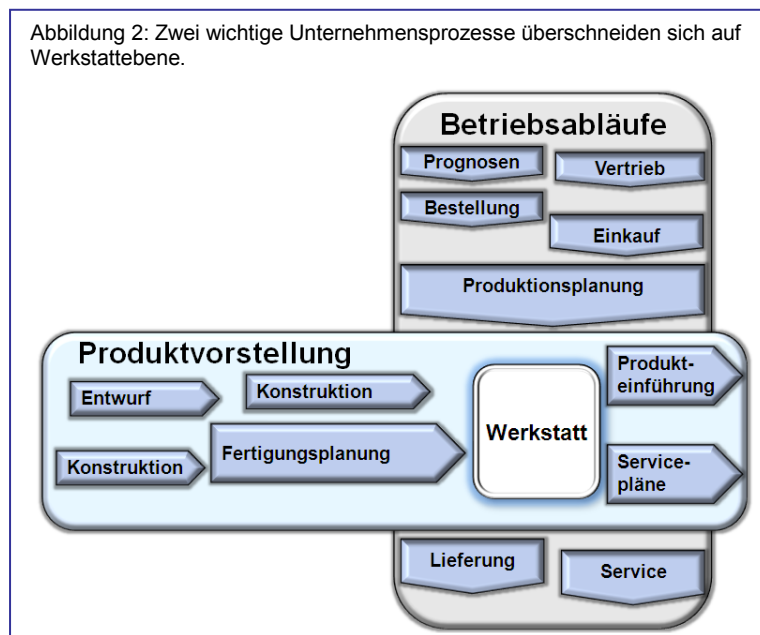 Abbildung 2: Zwei wichtige Unternehmensprozesse überschneiden sich auf
Werkstattebene.
Betriebsabläufe
Prognosen
Vertrieb
Bestellung
Einkauf
Produktionsplanung
Produktvorstellung
Entwurf
Konstruktion
Konstruktion
Fertigungsplanung
Werkstatt
Produkt-
einführung
Service-
pläne
Lieferung
Service